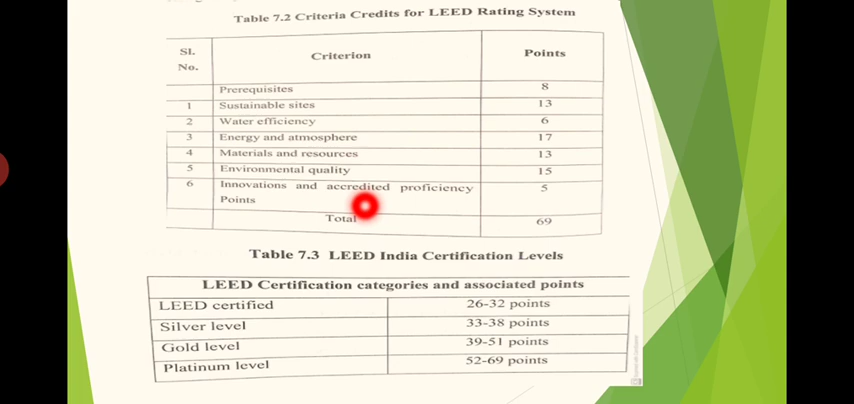 Table 7.2 Criteria Credits for LEED Rating System
Sl. No. Criterion Points
Prerequisites 8
1 Sustainable sites 13
2 Water efficiency 6
3 Energy and atmosphere 17
4 Materials and resources 13
5 Environmental quality 15
6 Innovations and accredited proficiency 5
Points
Total 69
Table 7.3 LEED India Certification Levels
LEED Certification categories and associated points
LEED certified 26-32 points
Silver level 33-38 points
Gold level 39-51 points
Platinum level 52-69 points